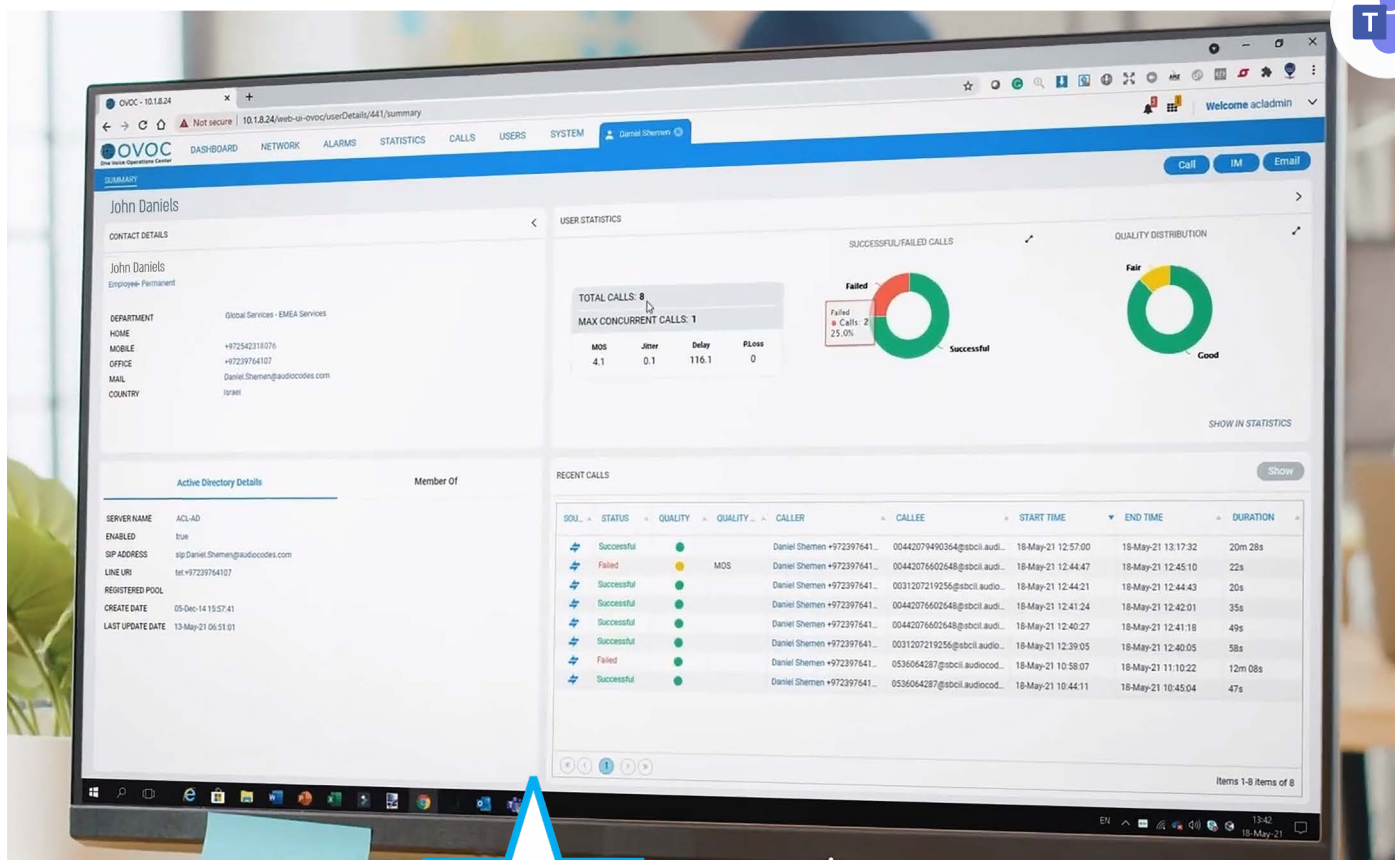 T
OVOC - 10.1.8.24
Not secure 10.1.8.24/web-ui-ovoc/userDetails/441/summary
OVOC DASHBOARD NETWORK ALARMS STATISTICS CALLS USERS SYSTEM Daniel Shemen Welcome acladmin
One Voice Operations Center
SUMMARY
Call IM Email
John Daniels
CONTACT DETAILS
John Daniels
Employee- Permanent
DEPARTMENT Global Services - EMEA Services
HOME
MOBILE +972542318076
OFFICE +97239764107
MAIL Daniel.Shemen@audiocodes.com
COUNTRY Israel
USER STATISTICS
TOTAL CALLS: 8
MAX CONCURRENT CALLS: 1
MOS Jitter Delay P.Loss
4.1 0.1 116.1 0
SUCCESSFUL/FAILED CALLS
Failed
Failed
Calls: 2
25.0%
Successful
QUALITY DISTRIBUTION
Fair
Good
SHOW IN STATISTICS
Active Directory Details Member Of
SERVER NAME ACL-AD
ENABLED true
SIP ADDRESS sip:Daniel.Shemen@audiocodes.com
LINE URI tel:+97239764107
REGISTERED POOL
CREATE DATE 05-Dec-14 15:57:41
LAST UPDATE DATE 13-May-21 06:51:01
RECENT CALLS Show
SOU... STATUS QUALITY QUALITY ... CALLER CALLEE START TIME END TIME DURATION
Successful Daniel Shemen +972397641... 00442079490364@sbcil.audi... 18-May-21 12:57:00 18-May-21 13:17:32 20m 28s
Failed MOS Daniel Shemen +972397641... 00442076602648@sbcil.audi... 18-May-21 12:44:47 18-May-21 12:45:10 22s
Successful Daniel Shemen +972397641... 0031207219256@sbcil.audio... 18-May-21 12:44:21 18-May-21 12:44:43 20s
Successful Daniel Shemen +972397641... 00442076602648@sbcil.audi... 18-May-21 12:41:24 18-May-21 12:42:01 35s
Successful Daniel Shemen +972397641... 00442076602648@sbcil.audi... 18-May-21 12:40:27 18-May-21 12:41:18 49s
Successful Daniel Shemen +972397641... 0031207219256@sbcil.audio... 18-May-21 12:39:05 18-May-21 12:40:05 58s
Failed Daniel Shemen +972397641... 0536064287@sbcil.audiocod... 18-May-21 10:58:07 18-May-21 11:10:22 12m 08s
Successful Daniel Shemen +972397641... 0536064287@sbcil.audiocod... 18-May-21 10:44:11 18-May-21 10:45:04 47s
1
Items 1-8 items of 8
EN 13:42
18-May-21